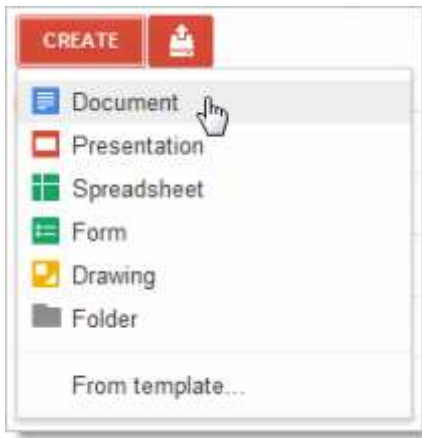 CREATE
Document
Presentation
Spreadsheet
Form
Drawing
Folder
From template...